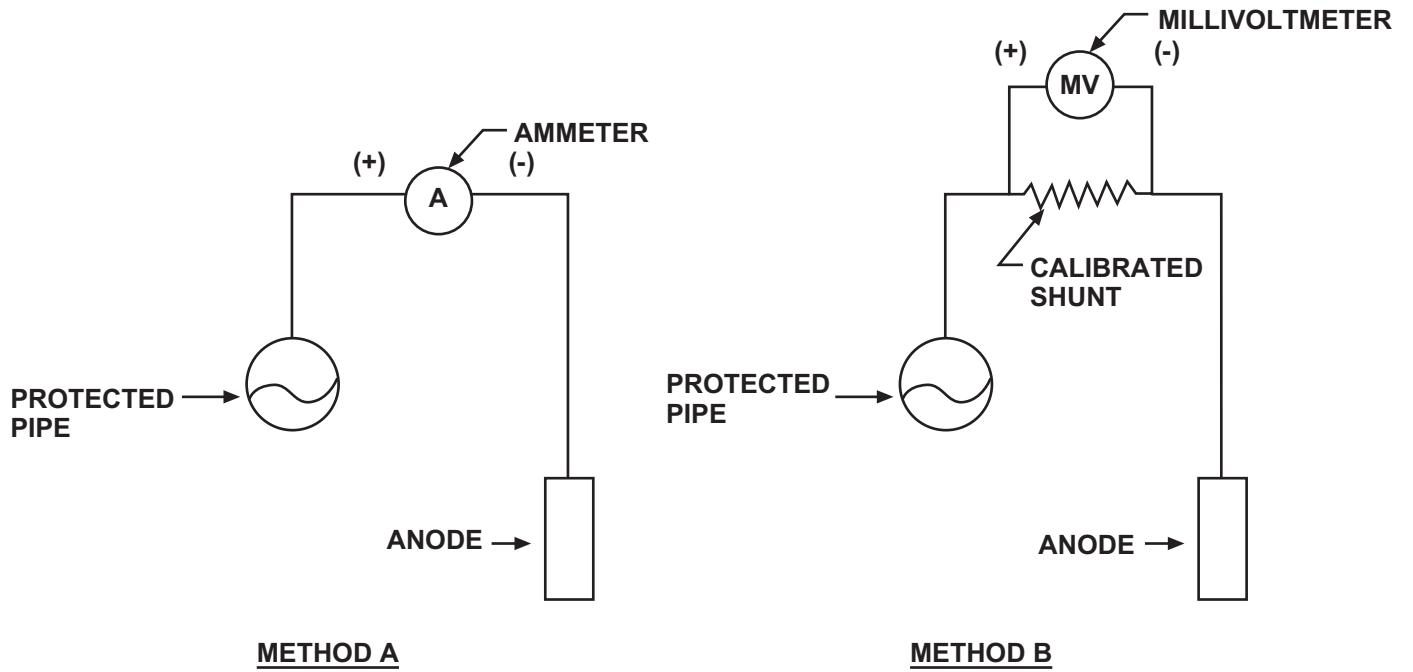 AMMETER
(+)
(-)
A
PROTECTED
PIPE
ANODE
METHOD A
MILLIVOLTMETER
(+)
(-)
MV
CALIBRATED
SHUNT
PROTECTED
PIPE
ANODE
METHOD B